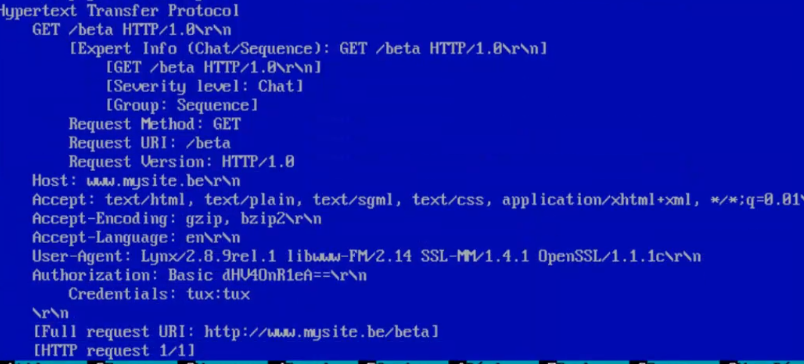 Hypertext Transfer Protocol
GET /beta HTTP/1.0\r\n
[Expert Info (Chat/Sequence): GET /beta HTTP/1.0\r\n]
[GET /beta HTTP/1.0\r\n]
[Severity level: Chat]
[Group: Sequence]
Request Method: GET
Request URI: /beta
Request Version: HTTP/1.0
Host: www.mysite.be\r\n
Accept: text/html, text/plain, text/sgml, text/css, application/xhtml+xml, */*;q=0.01\
Accept-Encoding: gzip, bzip2\r\n
Accept-Language: en\r\n
User-Agent: Lynx/2.8.9rel.1 libwww-FM/2.14 SSL-MM/1.4.1 OpenSSL/1.1.1c\r\n
Authorization: Basic dHV4OnR1eA==\r\n
Credentials: tux:tux
\r\n
[Full request URI: http://www.mysite.be/beta]
[HTTP request 1/1]